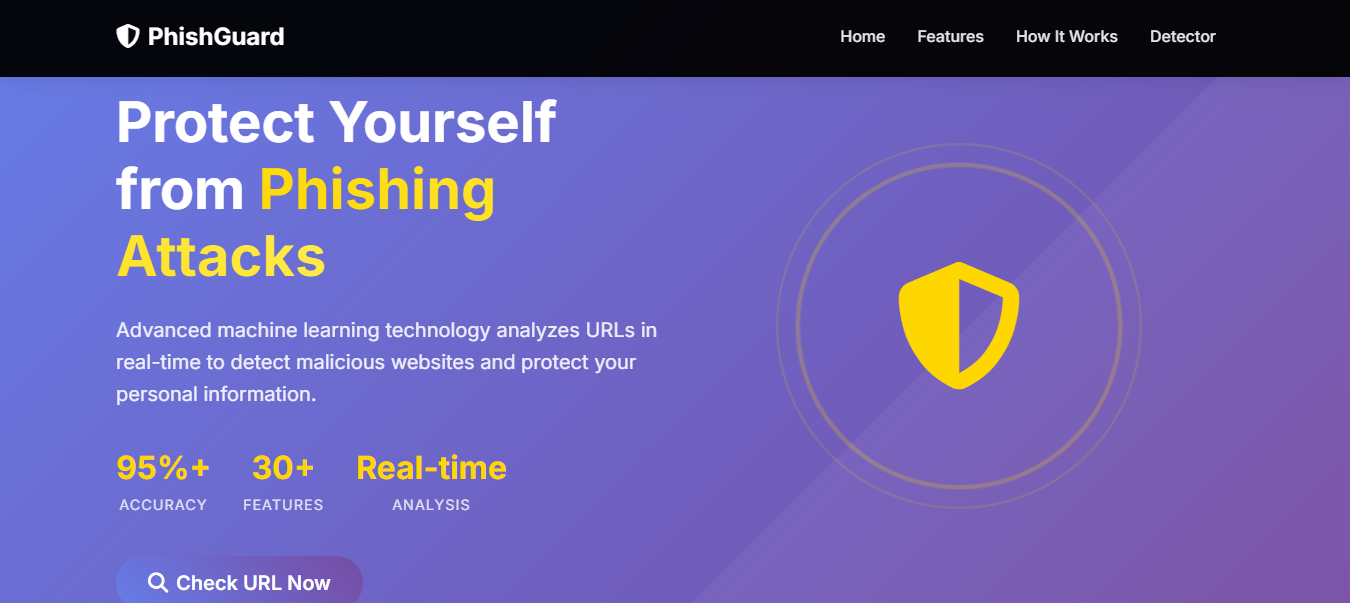 PhishGuard
Home Features How It Works Detector
Protect Yourself
from Phishing
Attacks
Advanced machine learning technology analyzes URLs in
real-time to detect malicious websites and protect your
personal information.
95%+ 30+ Real-time
ACCURACY FEATURES ANALYSIS
Check URL Now